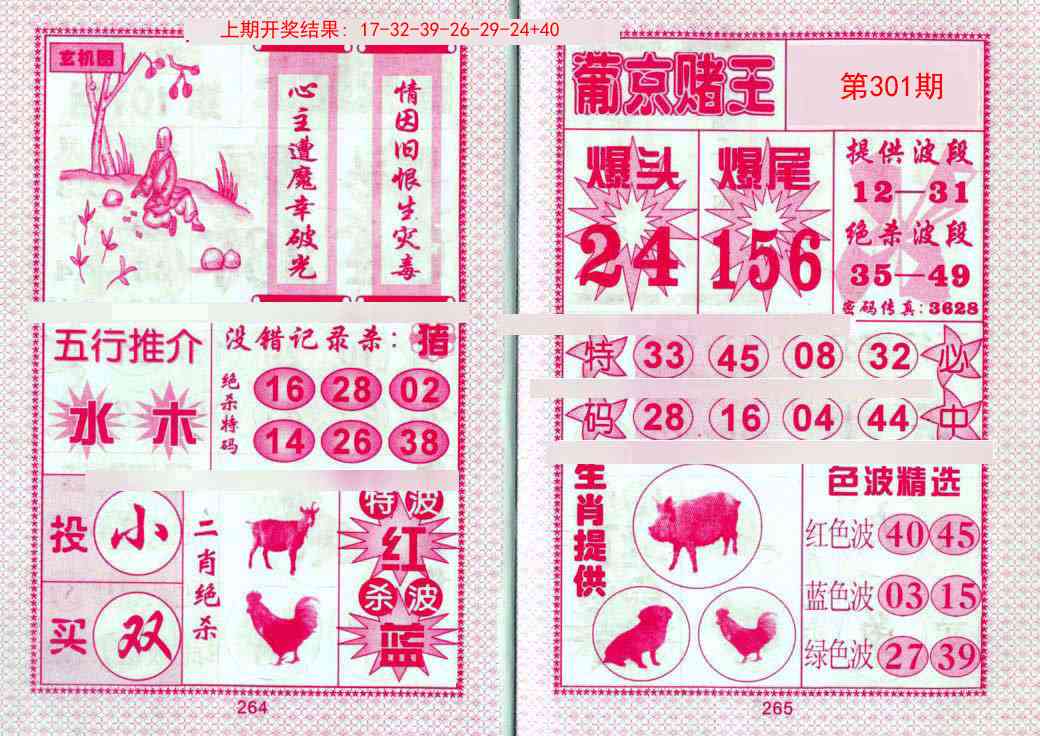 上期开奖结果：17-32-39-26-29-24+40
玄机图
心主遭魔幸破光
情因旧恨生灾毒
五行推介
水 木
没错记录杀：猪
绝杀特码
16 28 02
14 26 38
投 小
买 双
二肖绝杀
特波
红
杀波
蓝
264
葡京赌王
第301期
爆头
24
爆尾
156
提供波段
12—31
绝杀波段
35—49
密码传真：3628
特 33 45 08 32 必
码 28 16 04 44 中
生肖提供
色波精选
红色波 40 45
蓝色波 03 15
绿色波 27 39
265